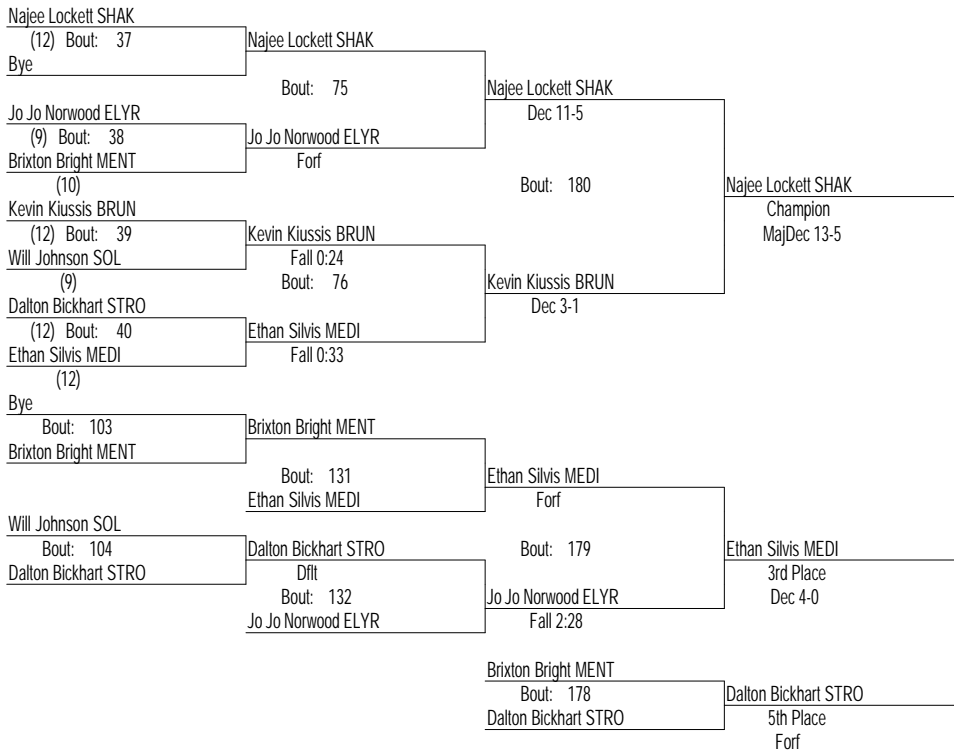 Najee Lockett SHAK
(12) Bout: 37
Bye
Jo Jo Norwood ELYR
(9) Bout: 38
Brixton Bright MENT
(10)
Kevin Kiussis BRUN
(12) Bout: 39
Will Johnson SOL
(9)
Dalton Bickhart STRO
(12) Bout: 40
Ethan Silvis MEDI
(12)
Najee Lockett SHAK
Bout: 75
Jo Jo Norwood ELYR
Forf
Kevin Kiussis BRUN
Fall 0:24
Bout: 76
Ethan Silvis MEDI
Fall 0:33
Najee Lockett SHAK
Dec 11-5
Bout: 180
Kevin Kiussis BRUN
Dec 3-1
Najee Lockett SHAK
Champion
MajDec 13-5
Bye
Bout: 103
Brixton Bright MENT
Will Johnson SOL
Bout: 104
Dalton Bickhart STRO
Brixton Bright MENT
Bout: 131
Ethan Silvis MEDI
Dalton Bickhart STRO
Dflt
Bout: 132
Jo Jo Norwood ELYR
Ethan Silvis MEDI
Forf
Bout: 179
Jo Jo Norwood ELYR
Fall 2:28
Ethan Silvis MEDI
3rd Place
Dec 4-0
Brixton Bright MENT
Bout: 178
Dalton Bickhart STRO
Dalton Bickhart STRO
5th Place
Forf